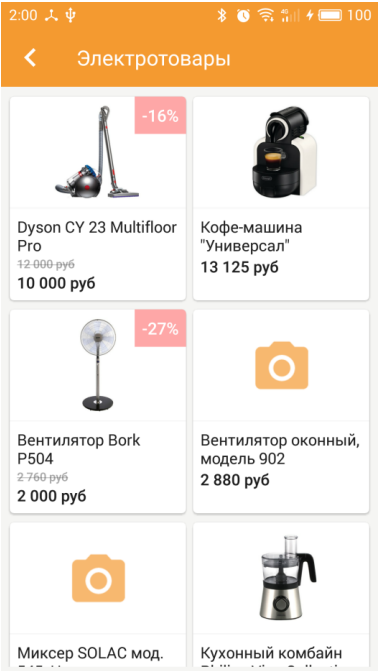 2:00
4G
100
Электротовары
-16%
Dyson CY 23 Multifloor
Pro
12 000 руб
10 000 руб
Кофе-машина
"Универсал"
13 125 руб
-27%
Вентилятор Bork
P504
2 760 руб
2 000 руб
Вентилятор оконный,
модель 902
2 880 руб
Миксер SOLAC мод.
Кухонный комбайн